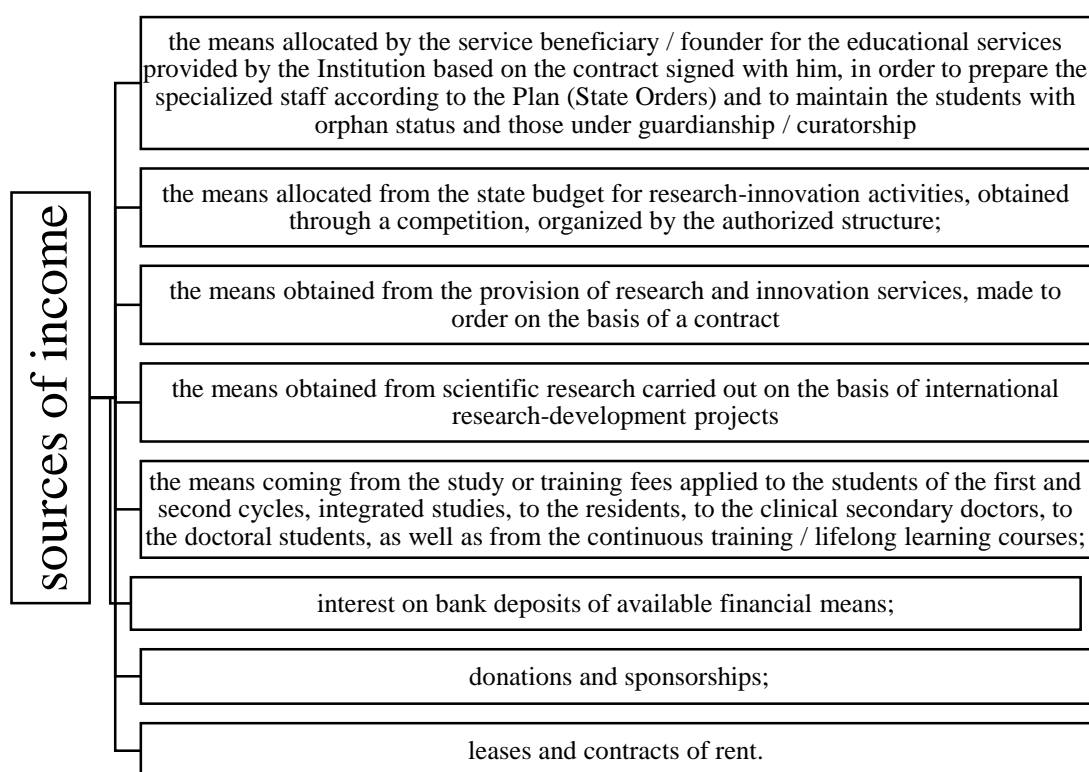 sources of income
the means allocated by the service beneficiary / founder for the educational services
provided by the Institution based on the contract signed with him, in order to prepare the
specialized staff according to the Plan (State Orders) and to maintain the students with
orphan status and those under guardianship / curatorship
the means allocated from the state budget for research-innovation activities, obtained
through a competition, organized by the authorized structure;
the means obtained from the provision of research and innovation services, made to
order on the basis of a contract
the means obtained from scientific research carried out on the basis of international
research-development projects
the means coming from the study or training fees applied to the students of the first and
second cycles, integrated studies, to the residents, to the clinical secondary doctors, to
the doctoral students, as well as from the continuous training / lifelong learning courses;
interest on bank deposits of available financial means;
donations and sponsorships;
leases and contracts of rent.